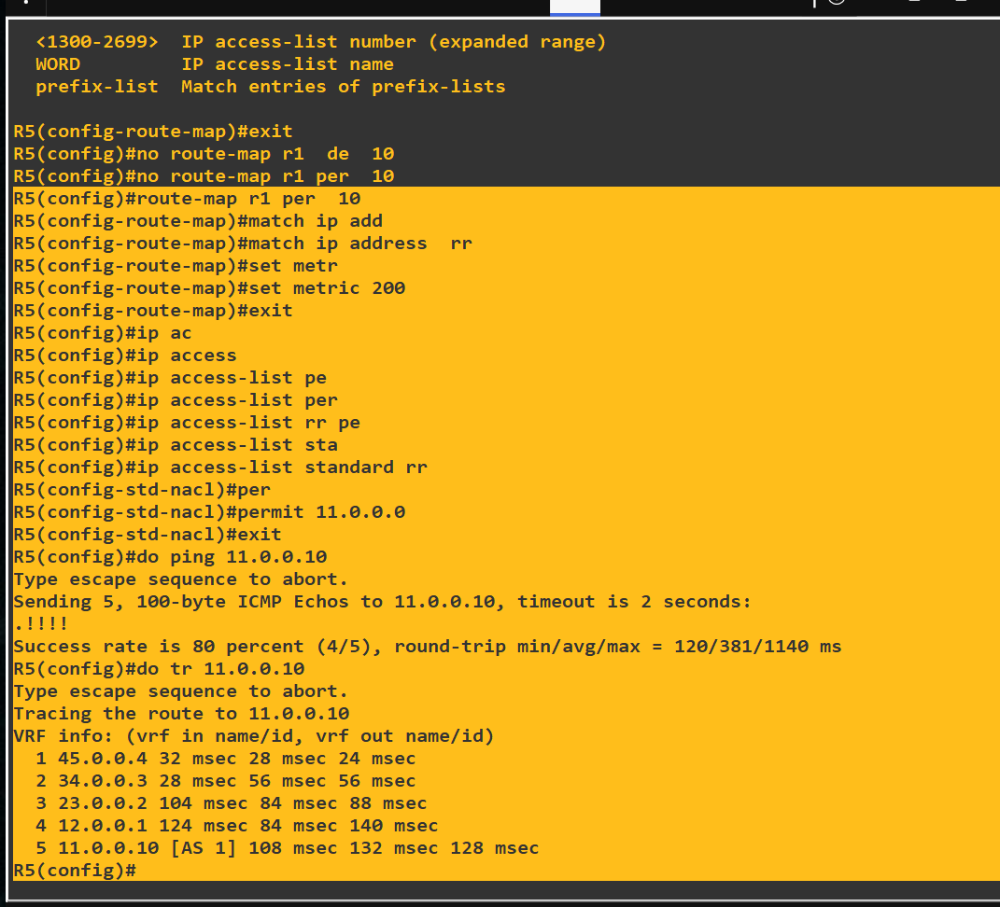 <1300-2699>  IP access-list number (expanded range)
WORD         IP access-list name
prefix-list  Match entries of prefix-lists
R5(config-route-map)#exit
R5(config)#no route-map r1  de  10
R5(config)#no route-map r1 per  10
R5(config)#route-map r1 per  10
R5(config-route-map)#match ip add
R5(config-route-map)#match ip address  rr
R5(config-route-map)#set metr
R5(config-route-map)#set metric 200
R5(config-route-map)#exit
R5(config)#ip ac
R5(config)#ip access
R5(config)#ip access-list pe
R5(config)#ip access-list per
R5(config)#ip access-list rr pe
R5(config)#ip access-list sta
R5(config)#ip access-list standard rr
R5(config-std-nacl)#per
R5(config-std-nacl)#permit 11.0.0.0
R5(config-std-nacl)#exit
R5(config)#do ping 11.0.0.10
Type escape sequence to abort.
Sending 5, 100-byte ICMP Echos to 11.0.0.10, timeout is 2 seconds:
.!!!!
Success rate is 80 percent (4/5), round-trip min/avg/max = 120/381/1140 ms
R5(config)#do tr 11.0.0.10
Type escape sequence to abort.
Tracing the route to 11.0.0.10
VRF info: (vrf in name/id, vrf out name/id)
1 45.0.0.4 32 msec 28 msec 24 msec
2 34.0.0.3 28 msec 56 msec 56 msec
3 23.0.0.2 104 msec 84 msec 88 msec
4 12.0.0.1 124 msec 84 msec 140 msec
5 11.0.0.10 [AS 1] 108 msec 132 msec 128 msec
R5(config)#